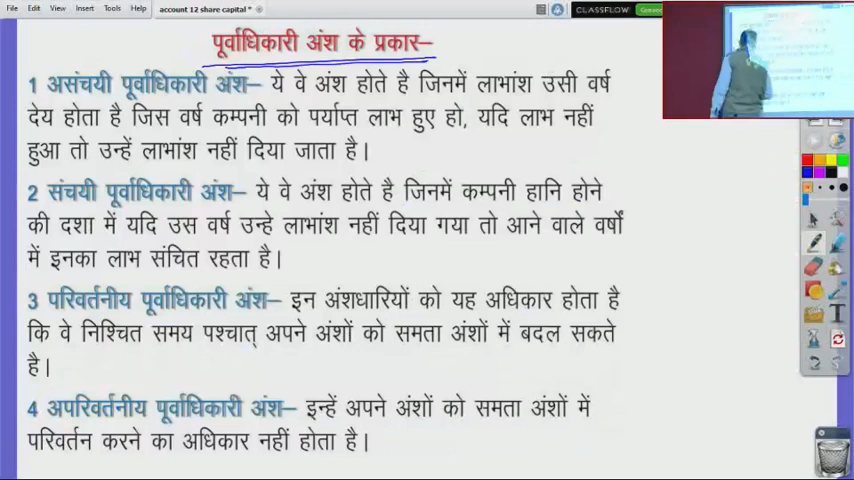 File Edit View Insert Tools Help account 12 share capital* CLASSFLOW
पूर्वाधिकारी अंश के प्रकार–
1 असंचयी पूर्वाधिकारी अंश– ये वे अंश होते है जिनमें लाभांश उसी वर्ष
देय होता है जिस वर्ष कम्पनी को पर्याप्त लाभ हुए हो, यदि लाभ नहीं
हुआ तो उन्हें लाभांश नहीं दिया जाता है।
2 संचयी पूर्वाधिकारी अंश– ये वे अंश होते है जिनमें कम्पनी हानि होने
की दशा में यदि उस वर्ष उन्हे लाभांश नहीं दिया गया तो आने वाले वर्षों
में इनका लाभ संचित रहता है।
3 परिवर्तनीय पूर्वाधिकारी अंश– इन अंशधारियों को यह अधिकार होता है
कि वे निश्चित समय पश्चात् अपने अंशों को समता अंशों में बदल सकते
है।
4 अपरिवर्तनीय पूर्वाधिकारी अंश– इन्हें अपने अंशों को समता अंशों में
परिवर्तन करने का अधिकार नहीं होता है।